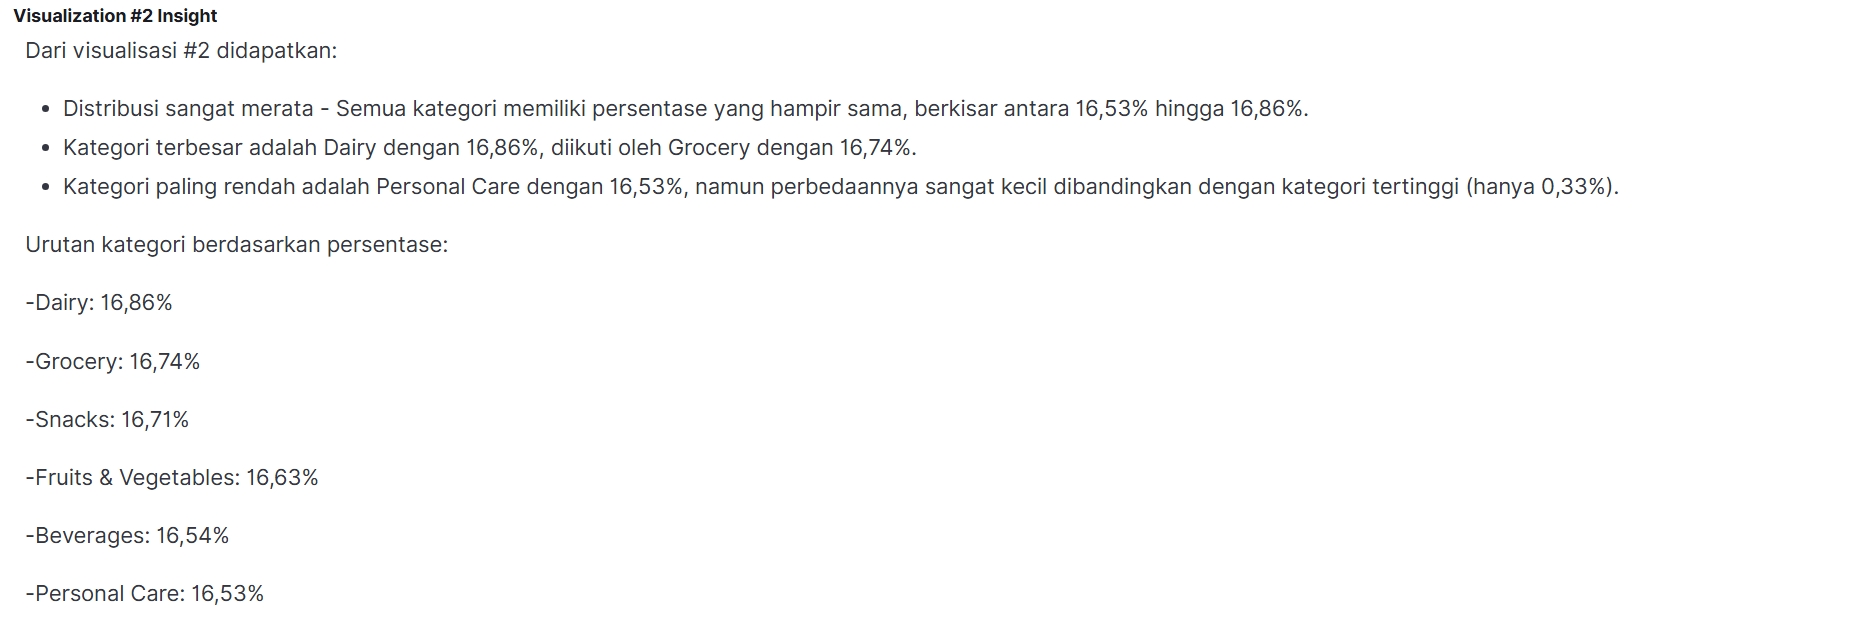 Visualization #2 Insight
Dari visualisasi #2 didapatkan:
• Distribusi sangat merata - Semua kategori memiliki persentase yang hampir sama, berkisar antara 16,53% hingga 16,86%.
• Kategori terbesar adalah Dairy dengan 16,86%, diikuti oleh Grocery dengan 16,74%.
• Kategori paling rendah adalah Personal Care dengan 16,53%, namun perbedaannya sangat kecil dibandingkan dengan kategori tertinggi (hanya 0,33%).
Urutan kategori berdasarkan persentase:
-Dairy: 16,86%
-Grocery: 16,74%
-Snacks: 16,71%
-Fruits & Vegetables: 16,63%
-Beverages: 16,54%
-Personal Care: 16,53%